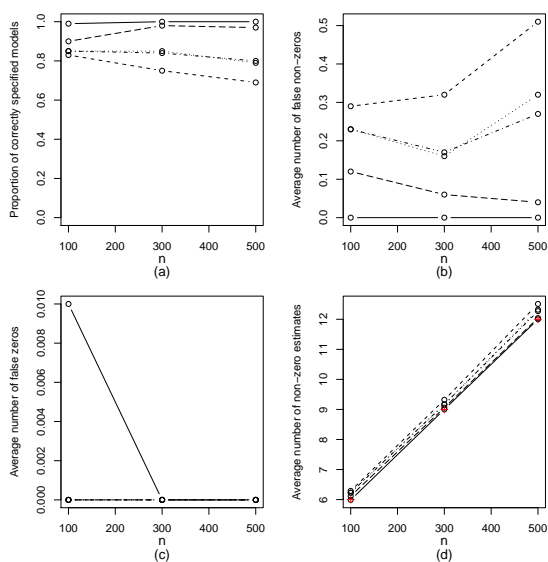 Proportion of correctly specified models
0.0 0.2 0.4 0.6 0.8 1.0
100 200 300 400 500
n
(a)
Average number of false non−zeros
0.0 0.1 0.2 0.3 0.4 0.5
100 200 300 400 500
n
(b)
Average number of false zeros
0.000 0.002 0.004 0.006 0.008 0.010
100 200 300 400 500
n
(c)
Average number of non−zero estimates
6 7 8 9 10 11 12
100 200 300 400 500
n
(d)